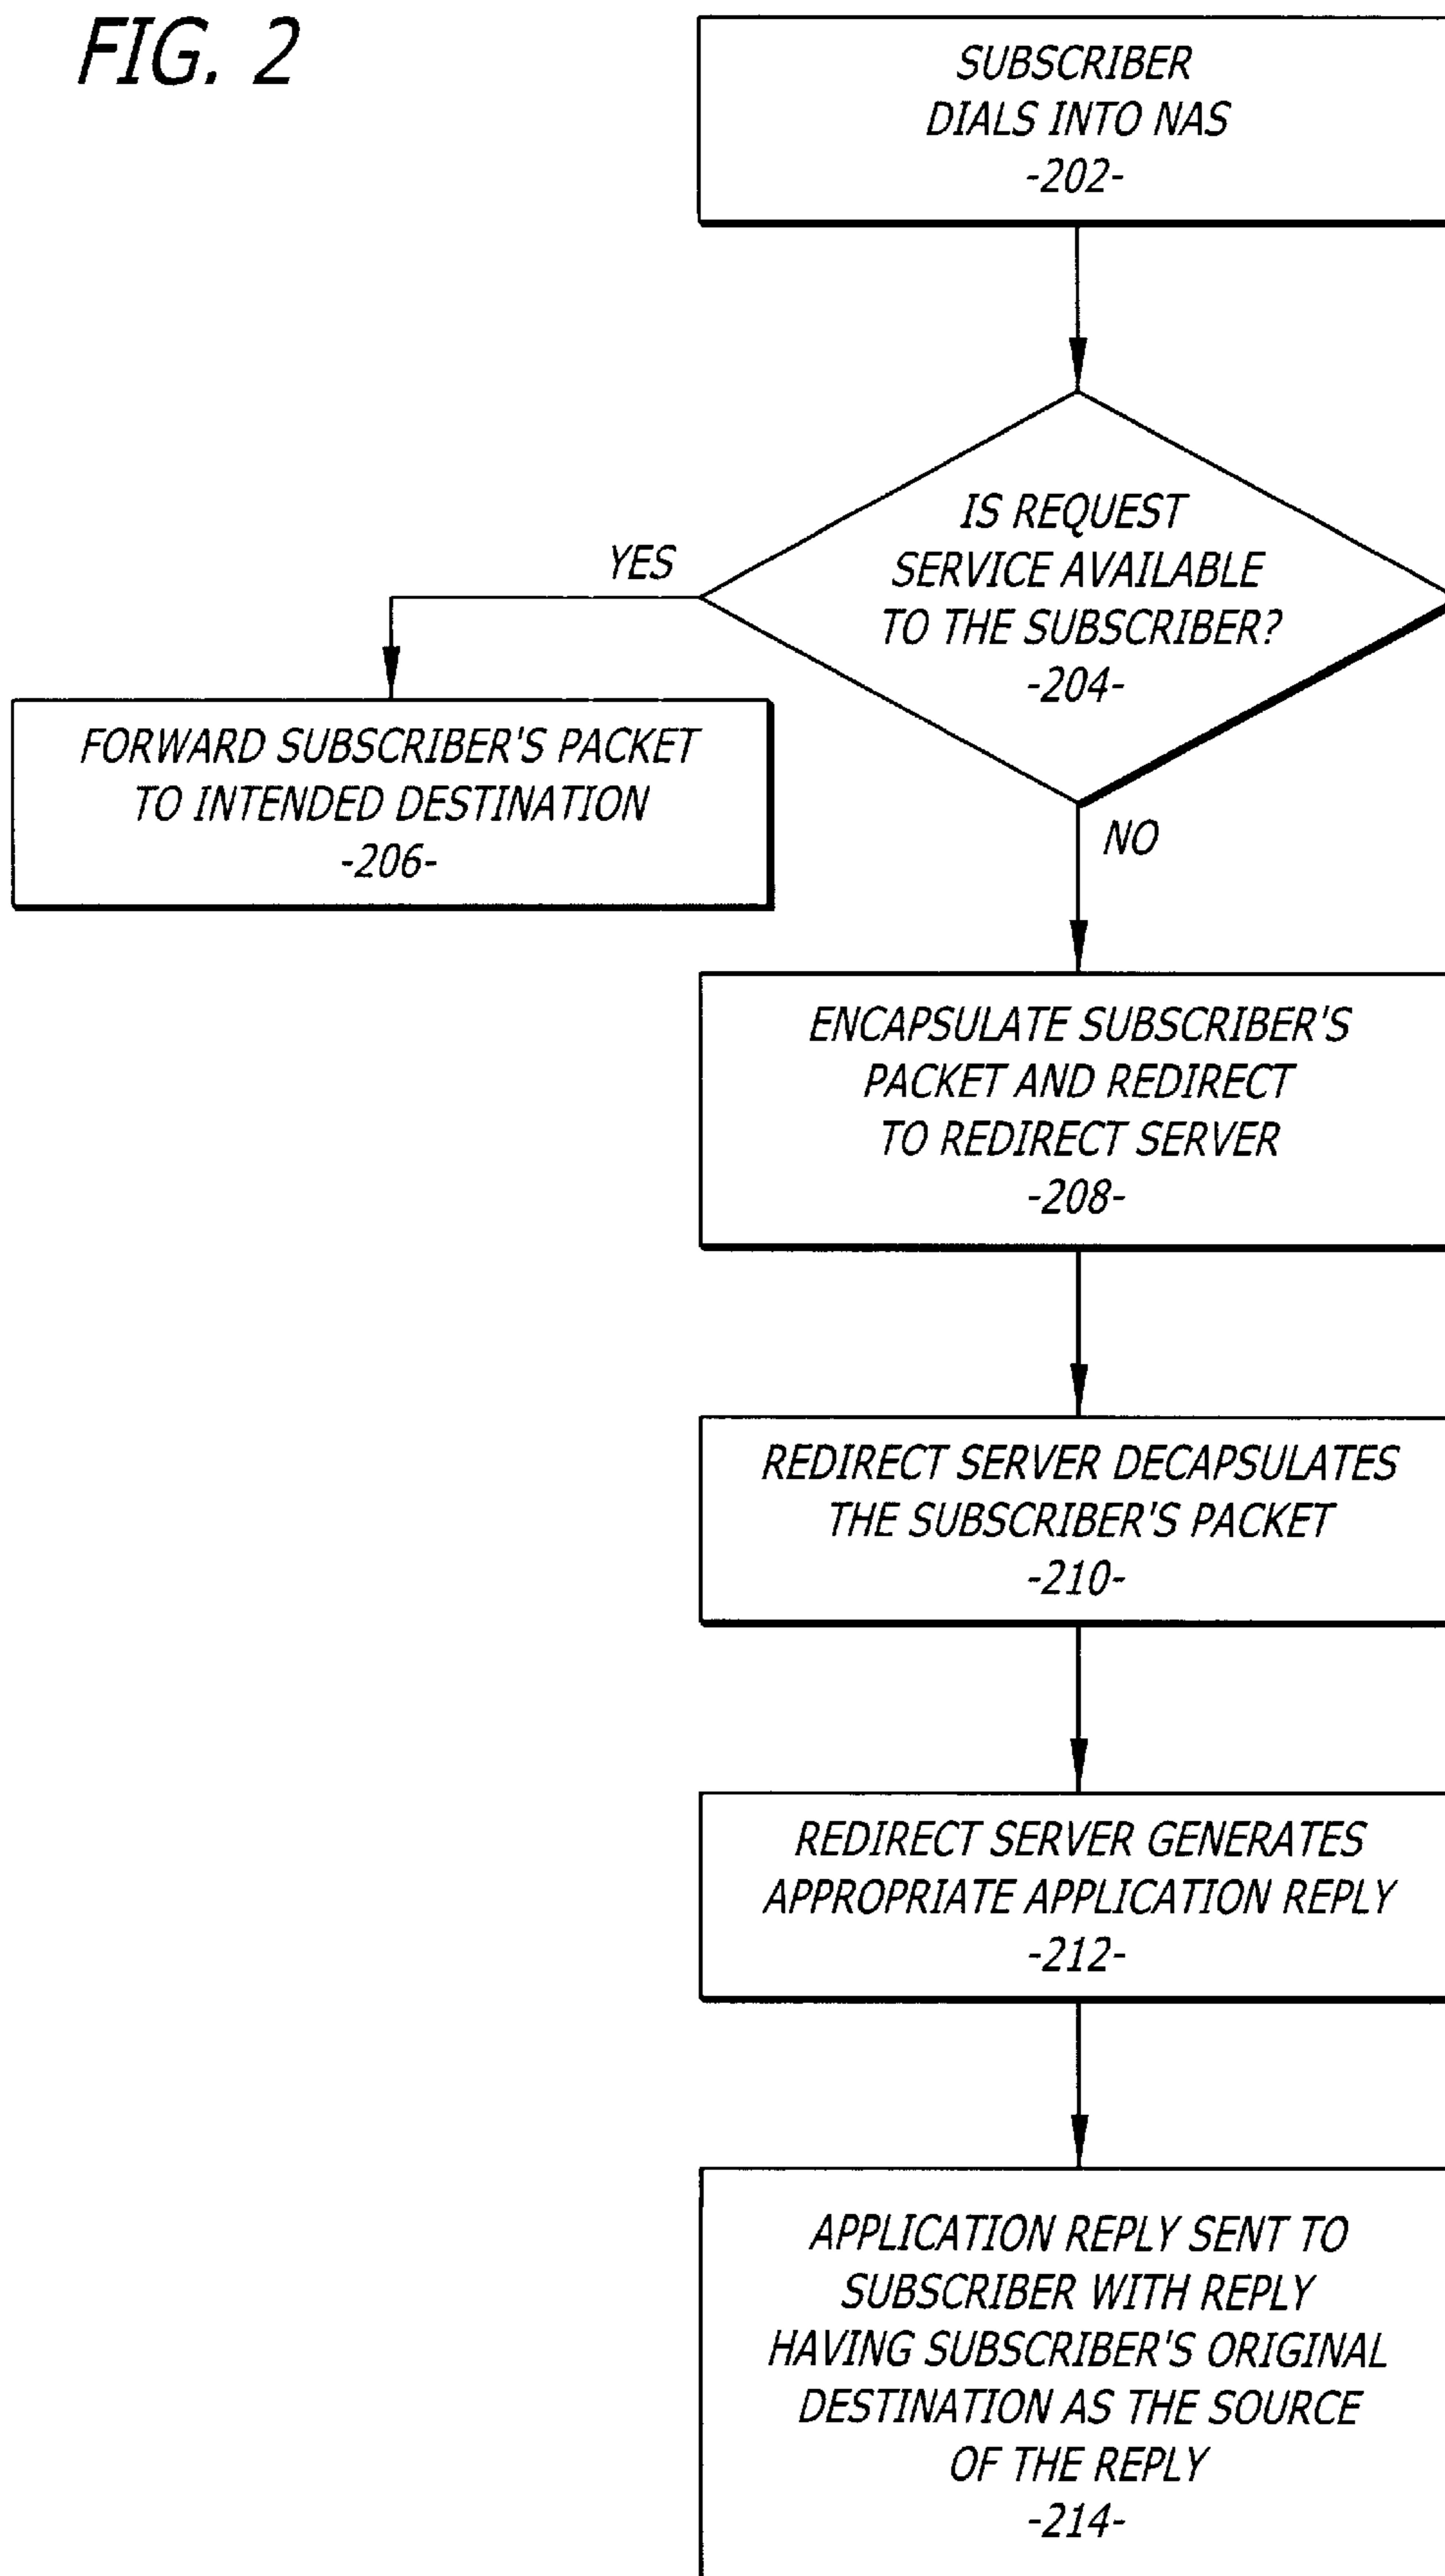 FIG. 2
SUBSCRIBER
DIALS INTO NAS
-202-
IS REQUEST
SERVICE AVAILABLE
TO THE SUBSCRIBER?
-204-
YES
FORWARD SUBSCRIBER'S PACKET
TO INTENDED DESTINATION
-206-
NO
ENCAPSULATE SUBSCRIBER'S
PACKET AND REDIRECT
TO REDIRECT SERVER
-208-
REDIRECT SERVER DECAPSULATES
THE SUBSCRIBER'S PACKET
-210-
REDIRECT SERVER GENERATES
APPROPRIATE APPLICATION REPLY
-212-
APPLICATION REPLY SENT TO
SUBSCRIBER WITH REPLY
HAVING SUBSCRIBER'S ORIGINAL
DESTINATION AS THE SOURCE
OF THE REPLY
-214-